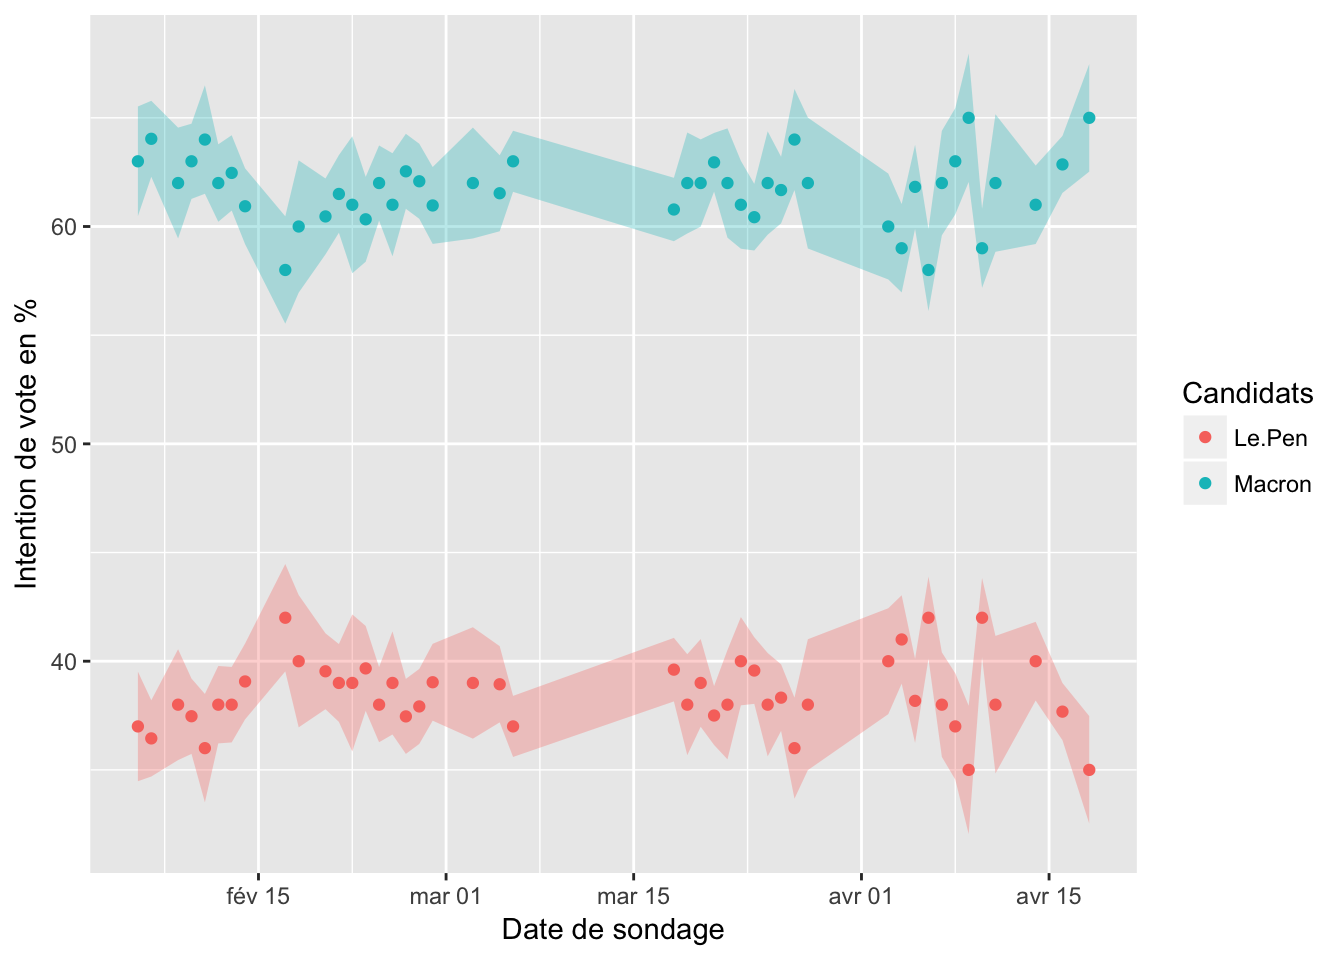 Intention de vote en %
60
50
40
fév 15
mar 01
mar 15
avr 01
avr 15
Date de sondage
Candidats
Le.Pen
Macron